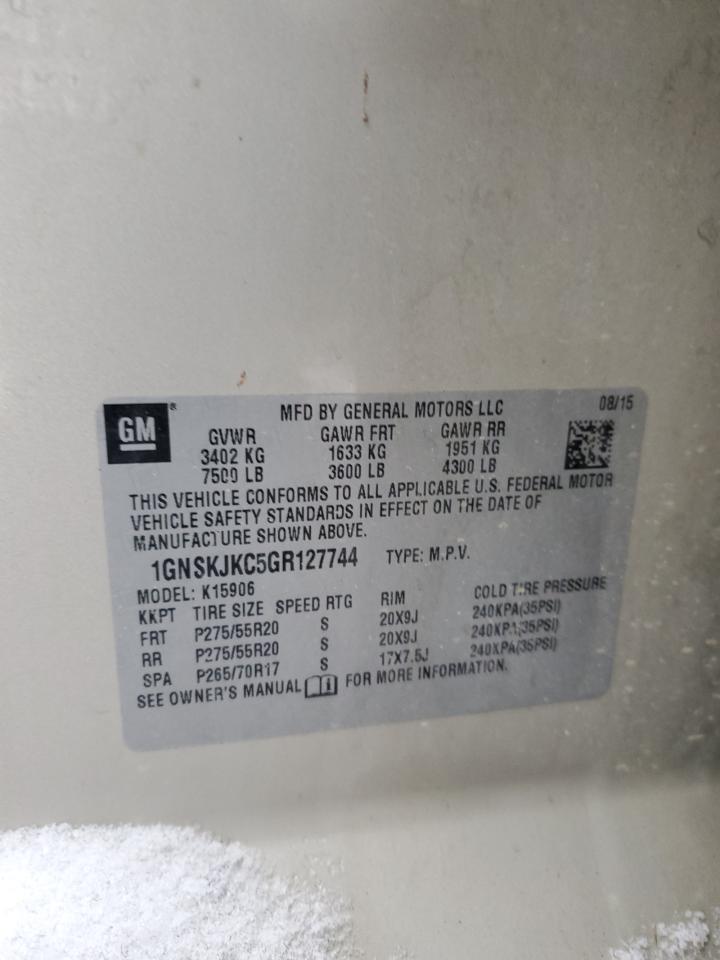 GM®
MFD BY GENERAL MOTORS LLC 08/15
GVWR GAWR FRT GAWR RR
3402 KG 1633 KG 1951 KG
7500 LB 3600 LB 4300 LB
THIS VEHICLE CONFORMS TO ALL APPLICABLE U.S. FEDERAL MOTOR
VEHICLE SAFETY STANDARDS IN EFFECT ON THE DATE OF
MANUFACTURE SHOWN ABOVE.
1GNSKJKC5GR127744 TYPE: M.P.V.
MODEL: K15906
KKPT TIRE SIZE SPEED RTG RIM COLD TIRE PRESSURE
FRT P275/55R20 S 20X9J 240KPA(35PSI)
RR P275/55R20 S 20X9J 240KPA(35PSI)
SPA P265/70R17 S 17X7.5J 240KPA(35PSI)
SEE OWNER'S MANUAL FOR MORE INFORMATION.